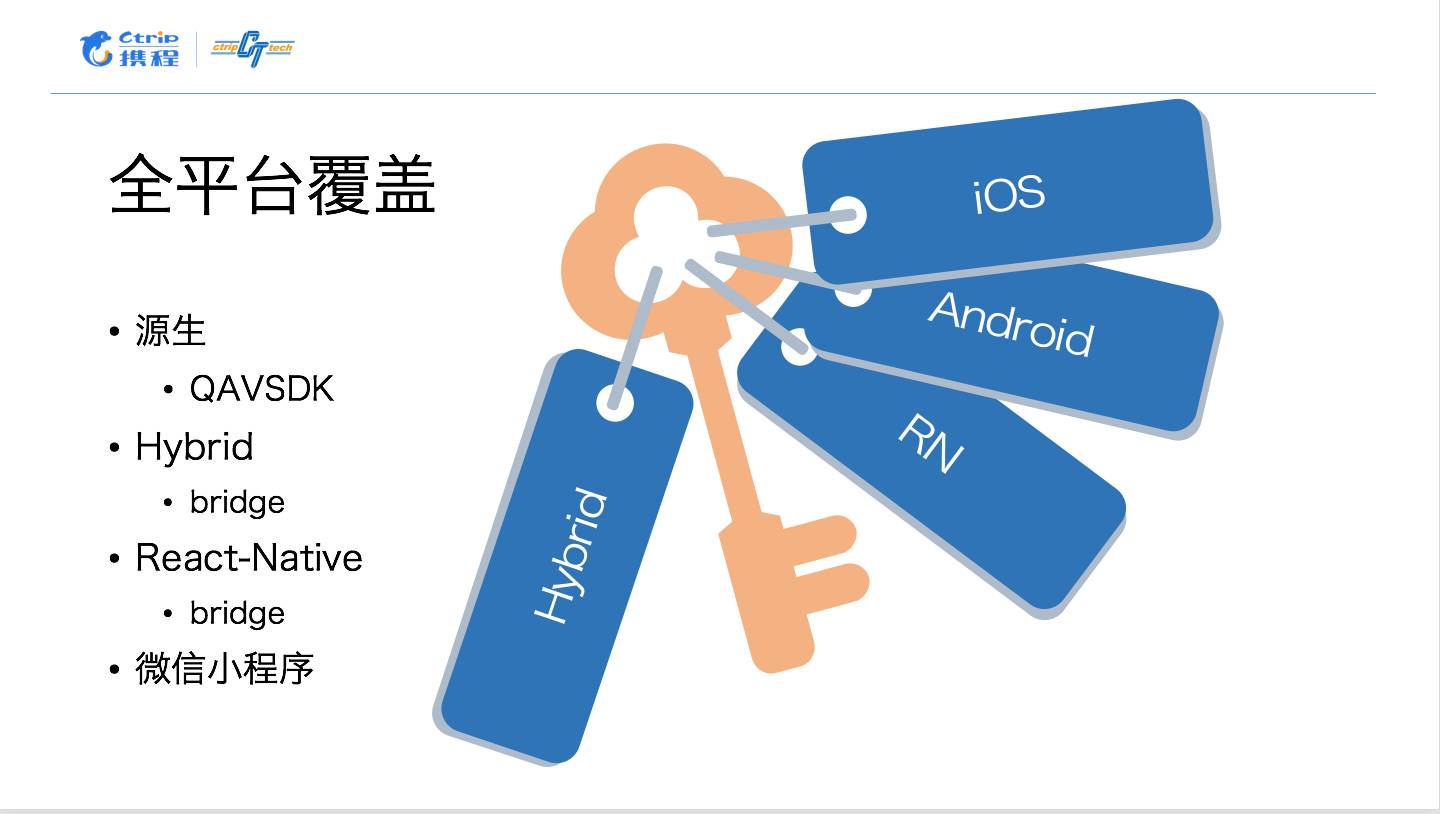 Ctrip
携程
ctrip CT tech
全平台覆盖
• 源生
• QAVSDK
• Hybrid
• bridge
• React-Native
• bridge
• 微信小程序
iOS
Android
RN
Hybrid